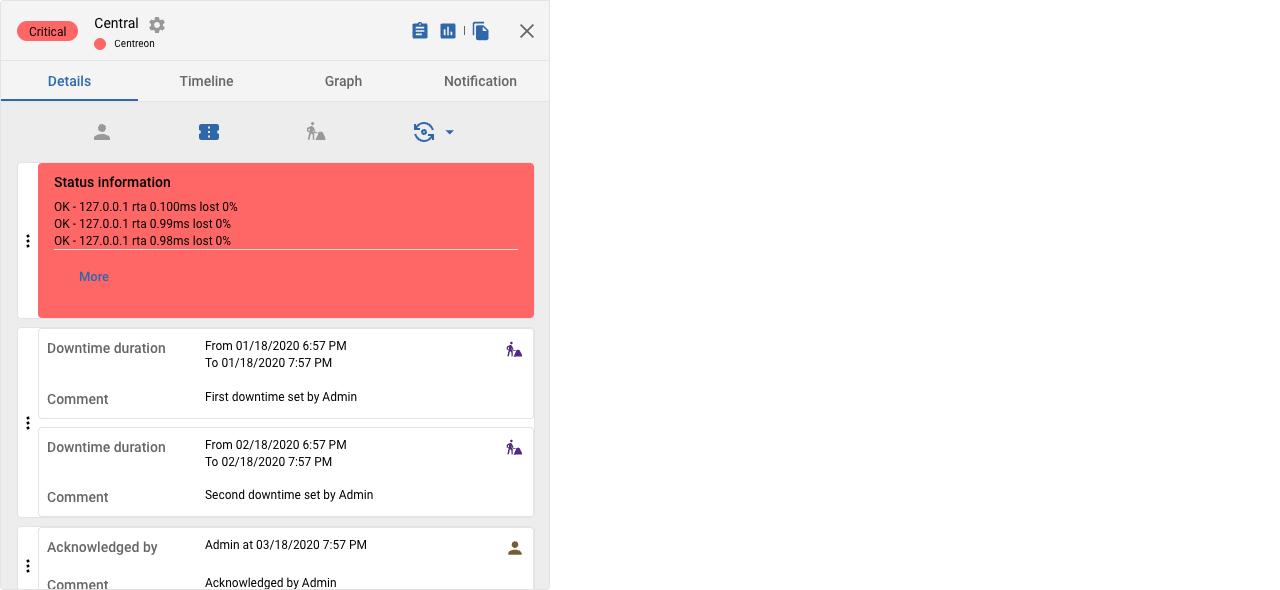 Critical
Central
Centreon
Details
Timeline
Graph
Notification
Status information
OK - 127.0.0.1 rta 0.100ms lost 0%
OK - 127.0.0.1 rta 0.99ms lost 0%
OK - 127.0.0.1 rta 0.98ms lost 0%
More
Downtime duration
From 01/18/2020 6:57 PM
To 01/18/2020 7:57 PM
Comment
First downtime set by Admin
Downtime duration
From 02/18/2020 6:57 PM
To 02/18/2020 7:57 PM
Comment
Second downtime set by Admin
Acknowledged by
Admin at 03/18/2020 7:57 PM
Comment
Acknowledged by Admin